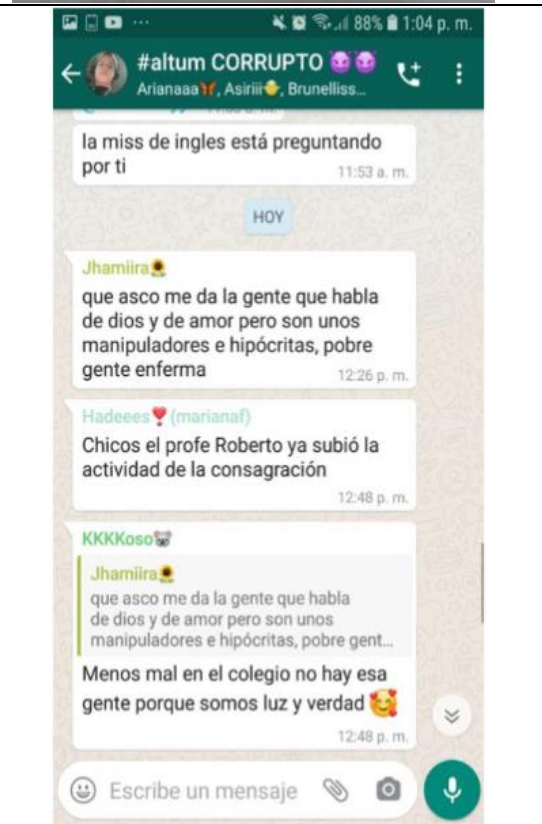 88% 1:04 p. m.
#altum CORRUPTO
Arianaaa, Asiriii, Brunelliss...
la miss de ingles está preguntando
por ti
11:53 a. m.
HOY
Jhamiira
que asco me da la gente que habla
de dios y de amor pero son unos
manipuladores e hipócritas, pobre
gente enferma
12:26 p. m.
Hadeees (marianaf)
Chicos el profe Roberto ya subió la
actividad de la consagración
12:48 p. m.
KKKKoso
Jhamiira
que asco me da la gente que habla
de dios y de amor pero son unos
manipuladores e hipócritas, pobre gent...
Menos mal en el colegio no hay esa
gente porque somos luz y verdad
12:48 p. m.
Escribe un mensaje